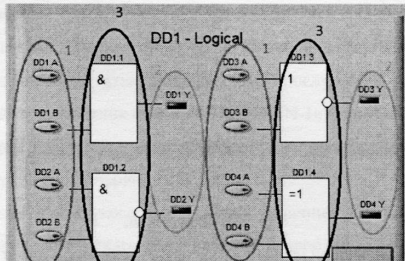 3
3
DD1 - Logical
1
1
2
DD1 A
DD1.1
DD3 A
DD1.3
&
1
DD1 Y
DD3 Y
DD1 B
DD3 B
DD2 A
DD1.2
DD4 A
DD1.4
&
=1
DD2 Y
DD4 Y
DD2 B
DD4 B